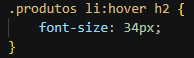 .produtos li:hover h2 {
    font-size: 34px;
}